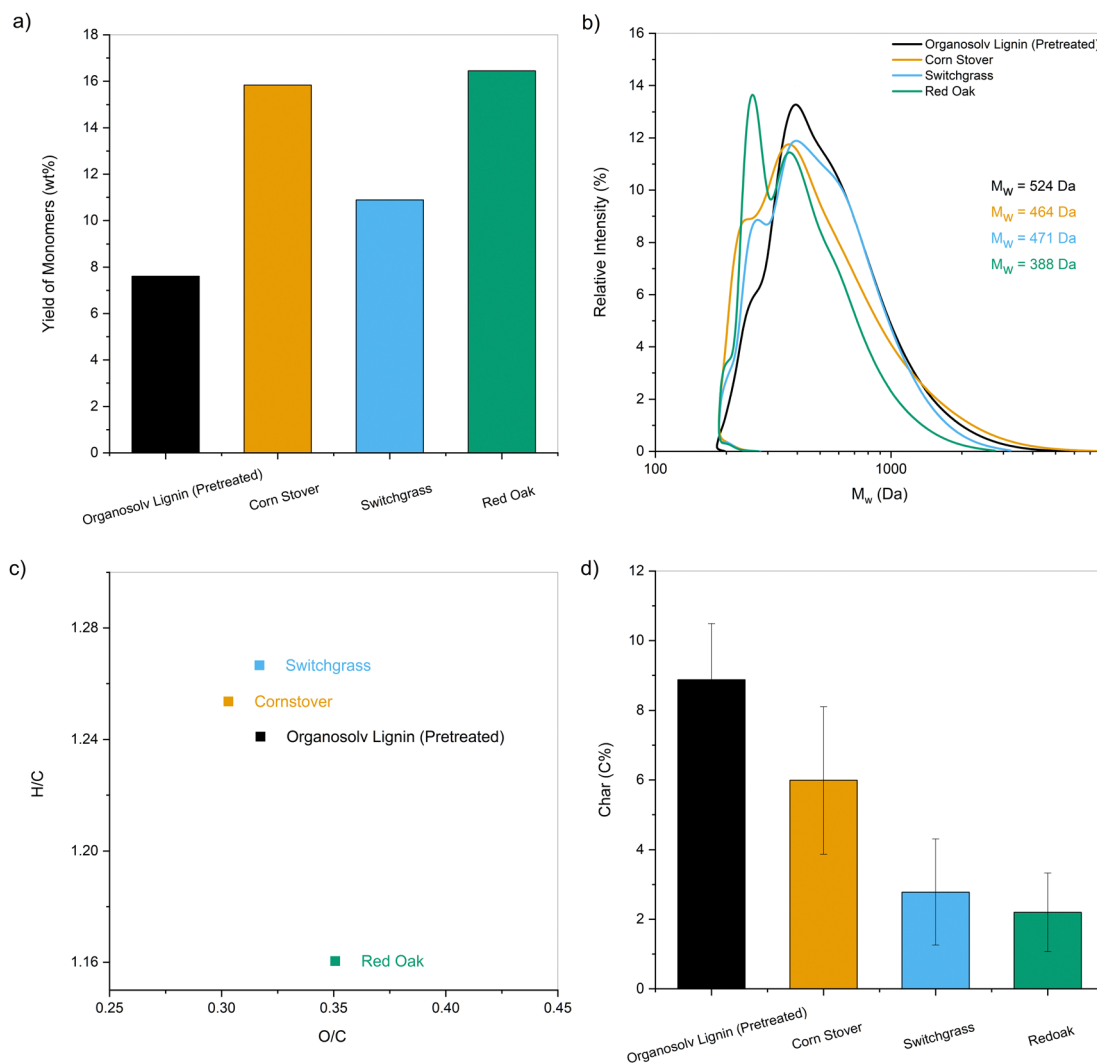 a)
18
16
14
12
10
8
6
4
2
0
Yield of Monomers (wt%)
Organosolv Lignin (Pretreated)
Corn Stover
Switchgrass
Red Oak
b)
16
14
12
10
8
6
4
2
0
Relative Intensity (%)
Organosolv Lignin (Pretreated)
Corn Stover
Switchgrass
Red Oak
MW = 524 Da
MW = 464 Da
MW = 471 Da
MW = 388 Da
100
1000
Mw (Da)
c)
1.28
1.24
1.20
1.16
H/C
Switchgrass
Cornstover
Organosolv Lignin (Pretreated)
Red Oak
0.25
0.30
0.35
0.40
0.45
O/C
d)
12
10
8
6
4
2
0
Char (C%)
Organosolv Lignin (Pretreated)
Corn Stover
Switchgrass
Redoak